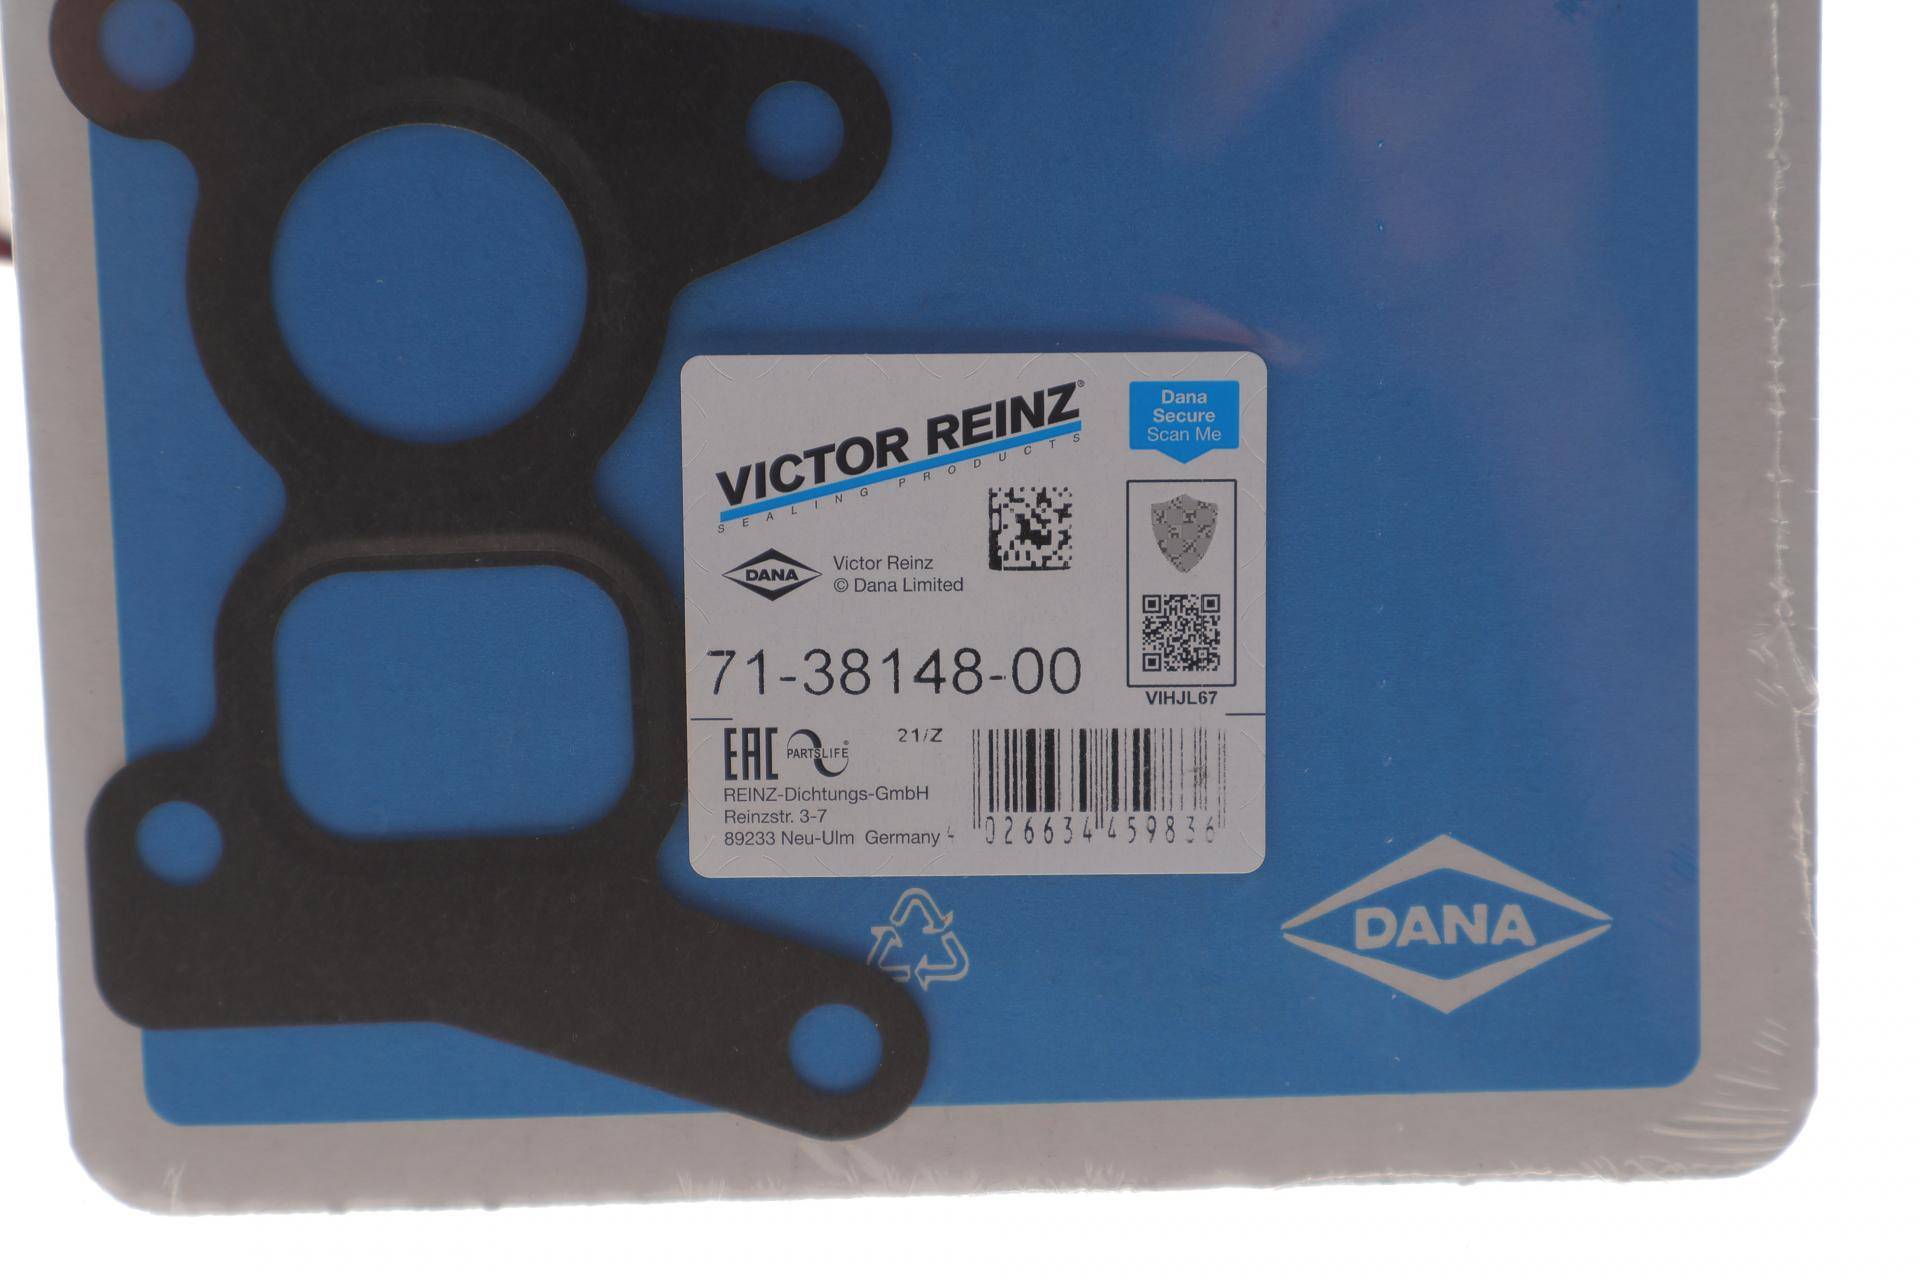 VICTOR REINZ®
SEALING PRODUCTS
Dana
Secure
Scan Me
DANA
Victor Reinz
© Dana Limited
71-38148-00
VIHJL67
EAC
PARTSLIFE®
21/Z
REINZ-Dichtungs-GmbH
Reinzstr. 3-7
89233 Neu-Ulm Germany
4 026634 459836
DANA